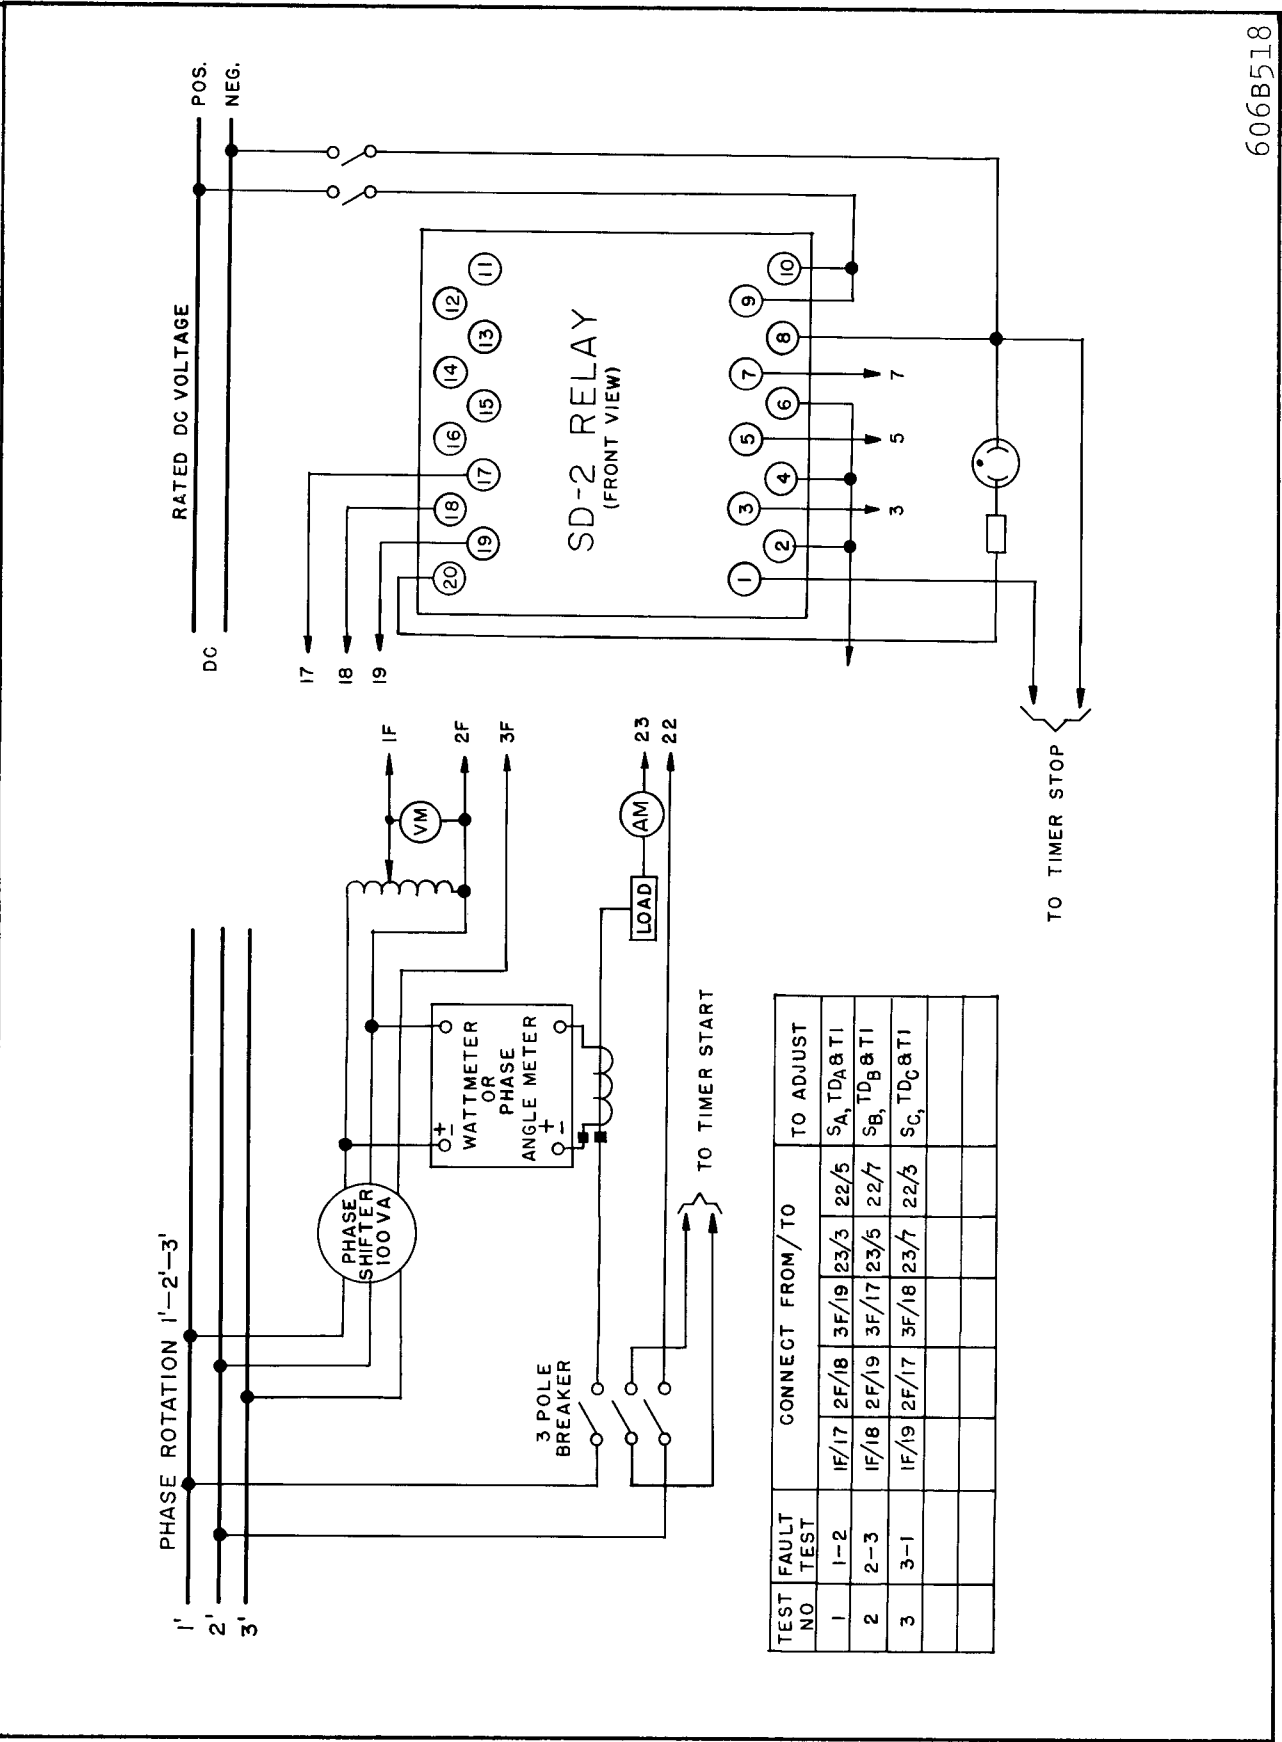 606B518
PHASE ROTATION 1'–2'–3'
1'
2'
3'
RATED DC VOLTAGE
POS.
NEG.
DC
PHASE
SHIFTER
100 VA
VM
1F
2F
3F
WATTMETER
OR
PHASE
ANGLE METER
+
–
+
–
LOAD
AM
23
22
3 POLE
BREAKER
TO TIMER START
17
18
19
20
19
18
17
16
15
14
13
12
11
SD-2 RELAY
(FRONT VIEW)
1
2
3
4
5
6
7
8
9
10
3
5
7
TO TIMER STOP
TEST NO
FAULT TEST
CONNECT FROM/TO
TO ADJUST
1 1–2 1F/17 2F/18 3F/19 23/3 22/5 SA, TDA & T1
2 2–3 1F/18 2F/19 3F/17 23/5 22/7 SB, TDB & T1
3 3–1 1F/19 2F/17 3F/18 23/7 22/3 SC, TDC & T1